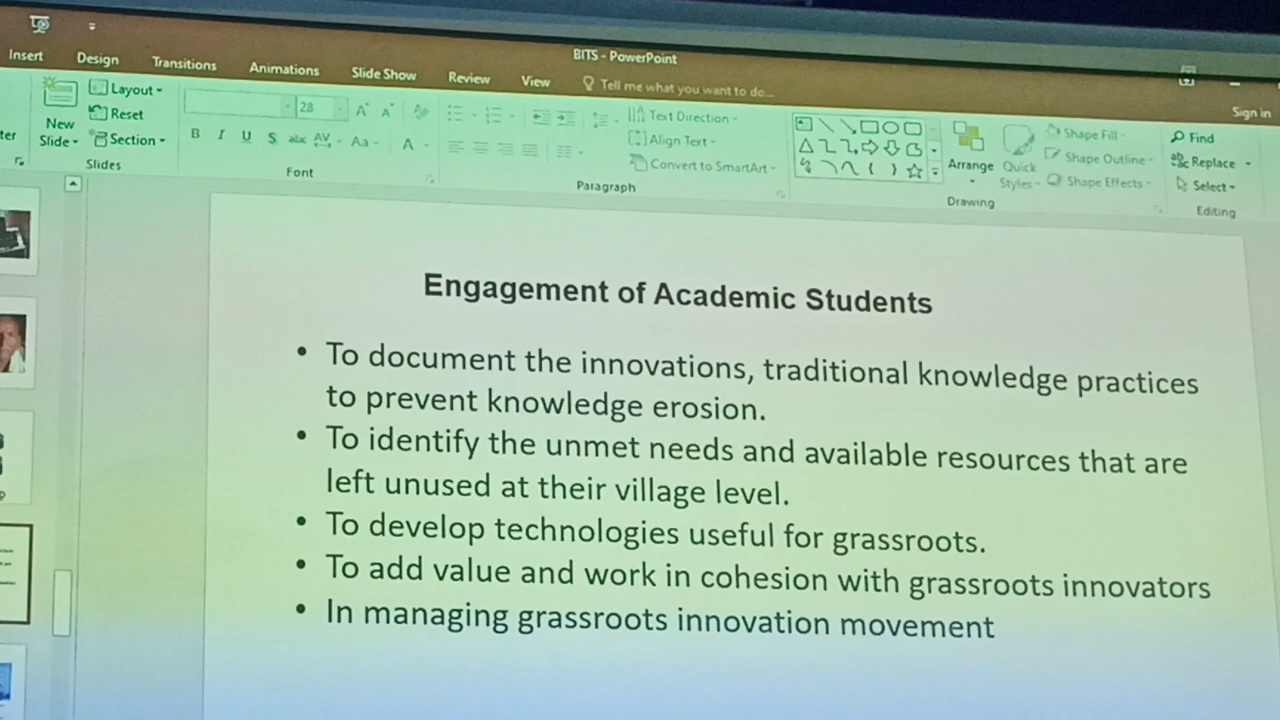 BITS - PowerPoint
Insert Design Transitions Animations Slide Show Review View Tell me what you want to do...
Sign in
New Slide
Layout
Reset
Section
Slides
28
B I U S abc AV Aa A
Font
Text Direction
Align Text
Convert to SmartArt
Paragraph
Arrange
Quick Styles
Shape Fill
Shape Outline
Shape Effects
Drawing
Find
Replace
Select
Editing
Engagement of Academic Students
• To document the innovations, traditional knowledge practices
to prevent knowledge erosion.
• To identify the unmet needs and available resources that are
left unused at their village level.
• To develop technologies useful for grassroots.
• To add value and work in cohesion with grassroots innovators
• In managing grassroots innovation movement